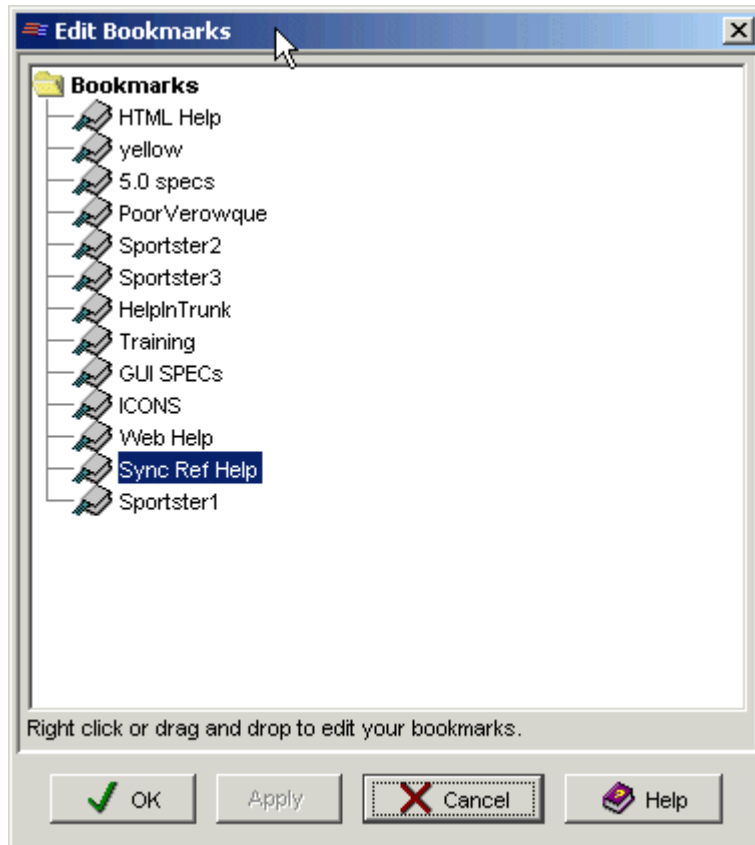 Edit Bookmarks
Bookmarks
HTML Help
yellow
5.0 specs
PoorVerowque
Sportster2
Sportster3
HelpInTrunk
Training
GUI SPECs
ICONS
Web Help
Sync Ref Help
Sportster1
Right click or drag and drop to edit your bookmarks.
OK Apply Cancel Help